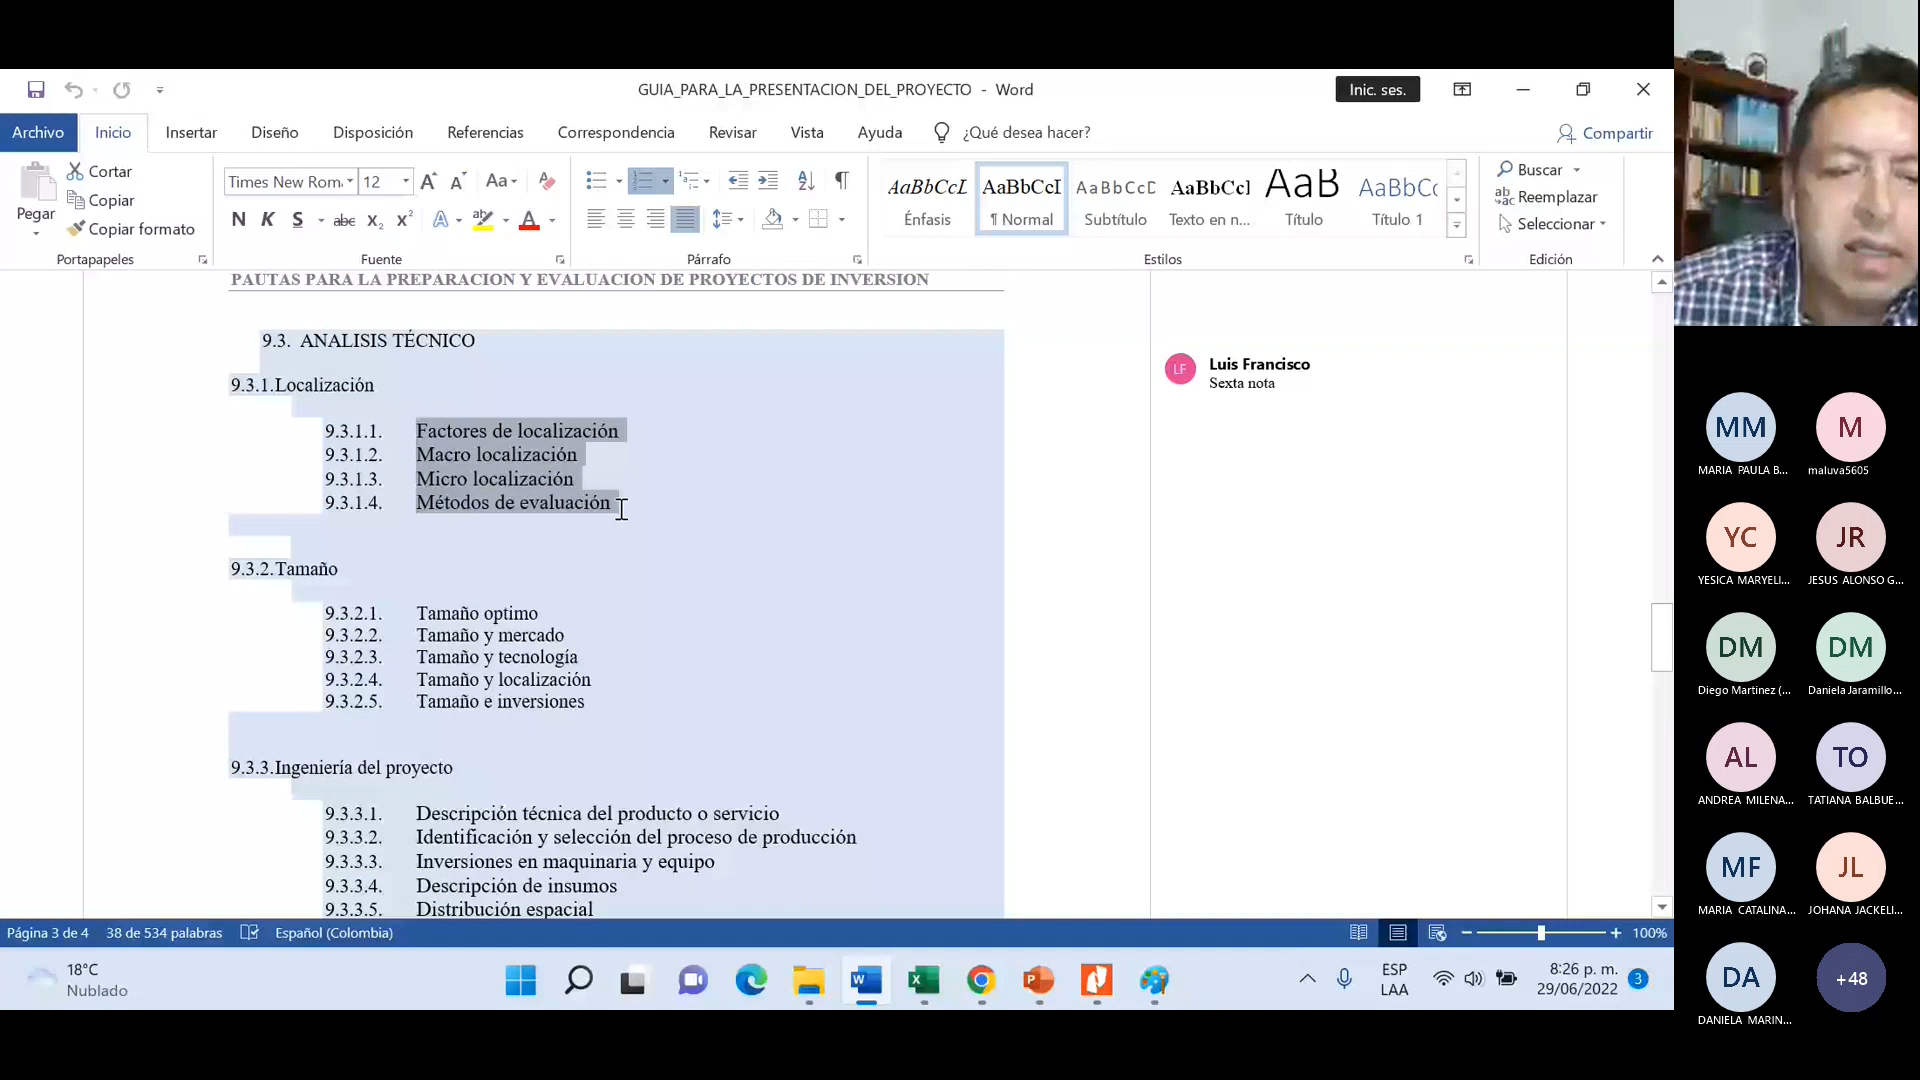 GUIA_PARA_LA_PRESENTACION_DEL_PROYECTO - Word
Inic. ses.
Archivo Inicio Insertar Diseño Disposición Referencias Correspondencia Revisar Vista Ayuda ¿Qué desea hacer? Compartir
Pegar
Cortar
Copiar
Copiar formato
Portapapeles
Times New Rom
12
Aa
N K S abc x₂ x² A ab A
Fuente
Párrafo
AaBbCcI AaBbCcI AaBbCcD AaBbCcI AaB AaBbCc
Énfasis ¶ Normal Subtítulo Texto en n... Título Título 1
Estilos
Buscar
Reemplazar
Seleccionar
Edición
PAUTAS PARA LA PREPARACION Y EVALUACION DE PROYECTOS DE INVERSION
9.3. ANALISIS TÉCNICO
9.3.1.Localización
9.3.1.1. Factores de localización
9.3.1.2. Macro localización
9.3.1.3. Micro localización
9.3.1.4. Métodos de evaluación
9.3.2.Tamaño
9.3.2.1. Tamaño optimo
9.3.2.2. Tamaño y mercado
9.3.2.3. Tamaño y tecnología
9.3.2.4. Tamaño y localización
9.3.2.5. Tamaño e inversiones
9.3.3.Ingeniería del proyecto
9.3.3.1. Descripción técnica del producto o servicio
9.3.3.2. Identificación y selección del proceso de producción
9.3.3.3. Inversiones en maquinaria y equipo
9.3.3.4. Descripción de insumos
9.3.3.5. Distribución espacial
LF
Luis Francisco
Sexta nota
Página 3 de 4 38 de 534 palabras Español (Colombia) 100%
18°C
Nublado
ESP
LAA
8:26 p. m.
29/06/2022
3
MM M
MARIA PAULA B... maluva5605
YC JR
YESICA MARYELI... JESUS ALONSO G...
DM DM
Diego Martinez (... Daniela Jaramillo...
AL TO
ANDREA MILENA... TATIANA BALBUE...
MF JL
MARIA CATALINA... JOHANA JACKELI...
DA +48
DANIELA MARIN...